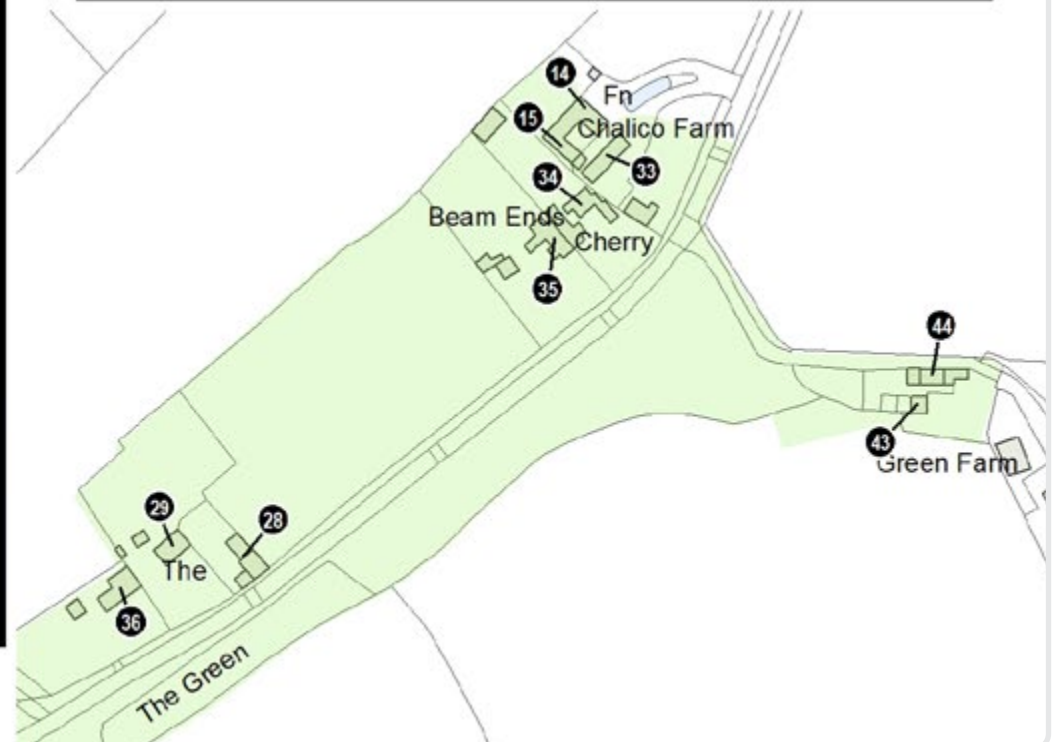 14
Fn
15
Chalico Farm
33
34
Beam Ends
Cherry
35
44
43
Green Farm
29
28
The
36
The Green